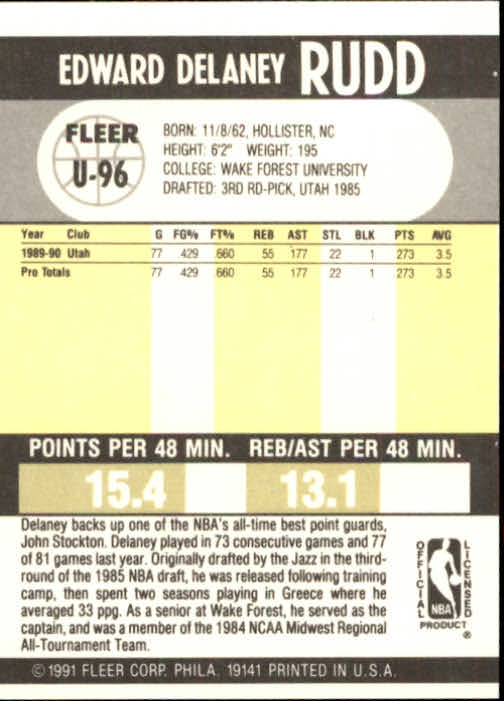 EDWARD DELANEY RUDD
FLEER
U-96
BORN: 11/8/62, HOLLISTER, NC
HEIGHT: 6'2" WEIGHT: 195
COLLEGE: WAKE FOREST UNIVERSITY
DRAFTED: 3RD RD-PICK, UTAH 1985
Year Club G FG% FT% REB AST STL BLK PTS AVG
1989-90 Utah 77 .429 .660 55 177 22 1 273 3.5
Pro Totals 77 .429 .660 55 177 22 1 273 3.5
POINTS PER 48 MIN. REB/AST PER 48 MIN.
15.4 13.1
Delaney backs up one of the NBA's all-time best point guards,
John Stockton. Delaney played in 73 consecutive games and 77
of 81 games last year. Originally drafted by the Jazz in the third-
round of the 1985 NBA draft, he was released following training
camp, then spent two seasons playing in Greece where he
averaged 33 ppg. As a senior at Wake Forest, he served as the
captain, and was a member of the 1984 NCAA Midwest Regional
All-Tournament Team.
OFFICIAL
NBA
LICENSED
PRODUCT
®
© 1991 FLEER CORP. PHILA. 19141 PRINTED IN U.S.A.